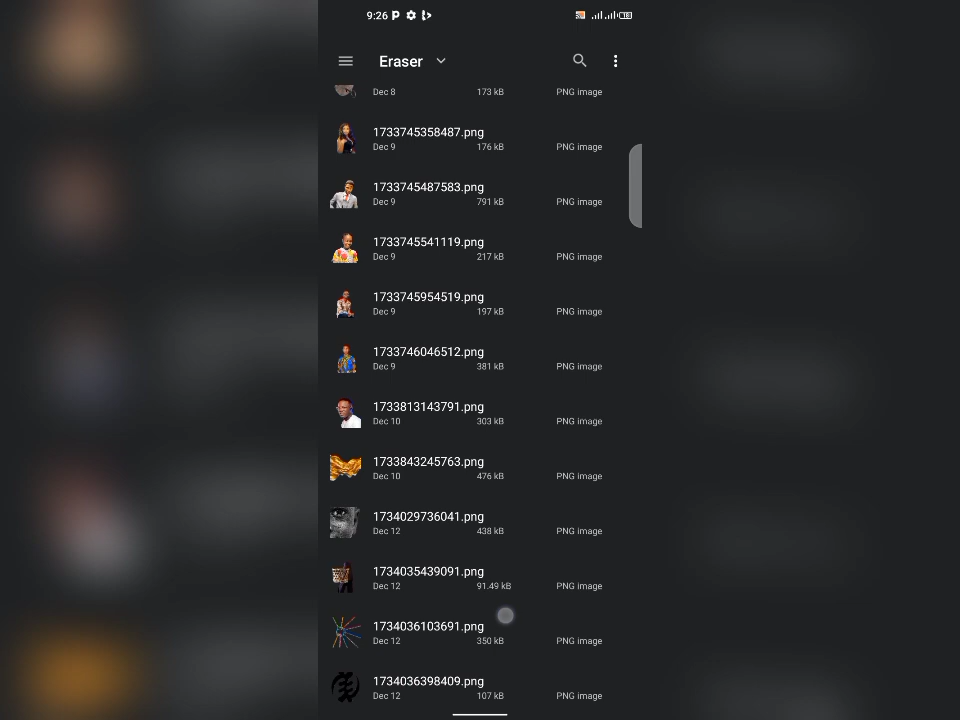 9:26
18
Eraser
Dec 8 173 kB PNG image
1733745358487.png
Dec 9 176 kB PNG image
1733745487583.png
Dec 9 791 kB PNG image
1733745541119.png
Dec 9 217 kB PNG image
1733745954519.png
Dec 9 197 kB PNG image
1733746046512.png
Dec 9 381 kB PNG image
1733813143791.png
Dec 10 303 kB PNG image
1733843245763.png
Dec 10 476 kB PNG image
1734029736041.png
Dec 12 438 kB PNG image
1734035439091.png
Dec 12 91.49 kB PNG image
1734036103691.png
Dec 12 350 kB PNG image
1734036398409.png
Dec 12 107 kB PNG image